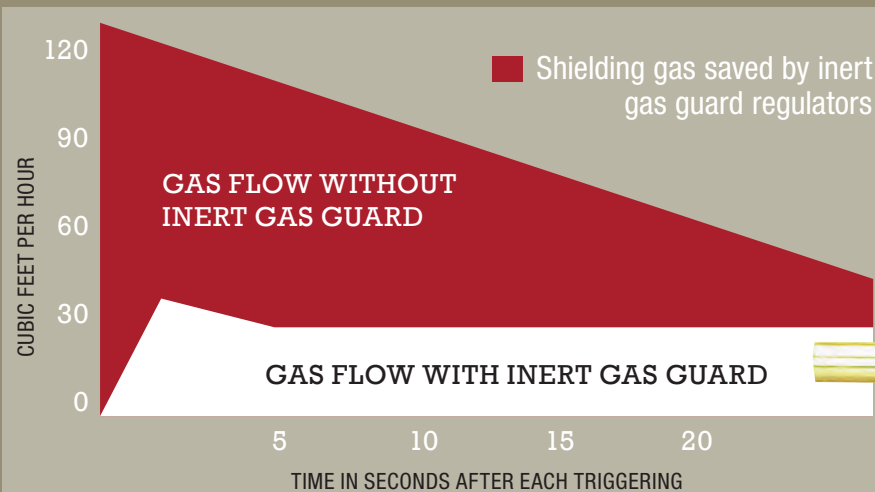 120
Shielding gas saved by inert
gas guard regulators
90
GAS FLOW WITHOUT
INERT GAS GUARD
60
30
0
CUBIC FEET PER HOUR
GAS FLOW WITH INERT GAS GUARD
5 10 15 20
TIME IN SECONDS AFTER EACH TRIGGERING